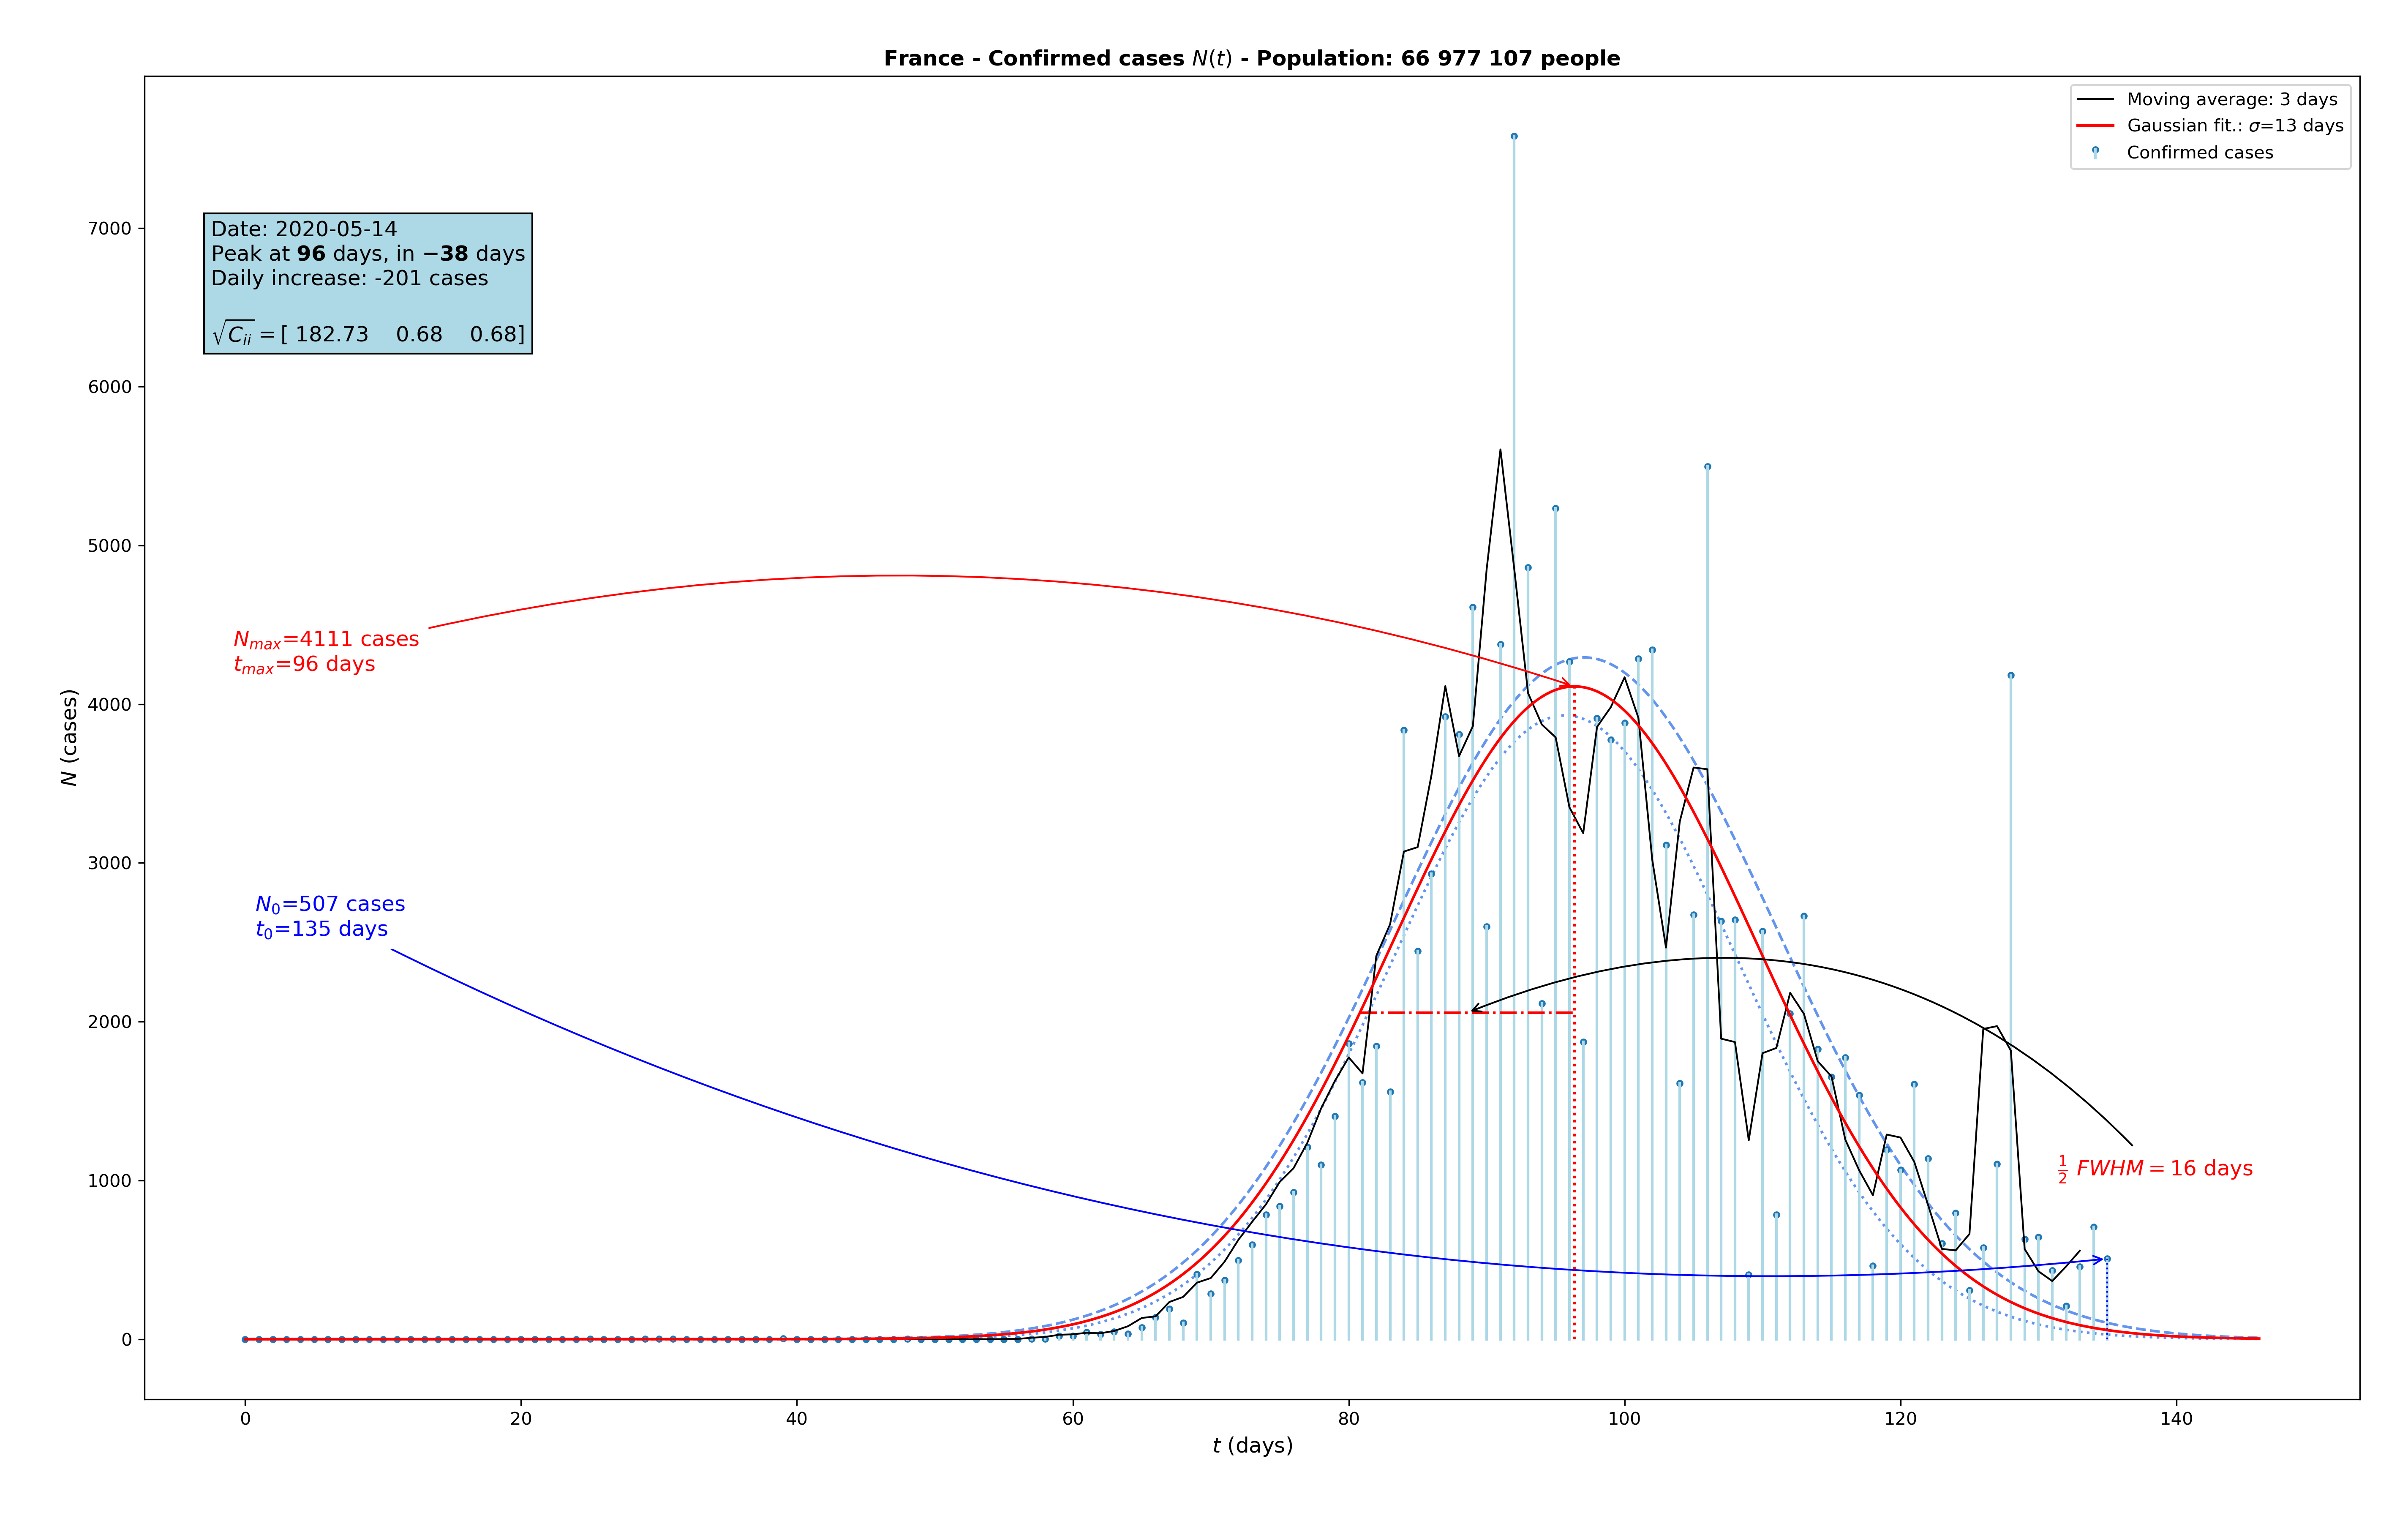 France - Confirmed cases N(t) - Population: 66 977 107 people
Moving average: 3 days
Gaussian fit.: σ=13 days
Confirmed cases
Date: 2020-05-14
Peak at 96 days, in −38 days
Daily increase: -201 cases
√C_ii = [ 182.73 0.68 0.68]
N_max=4111 cases
t_max=96 days
N_0=507 cases
t_0=135 days
1/2 FWHM = 16 days
N (cases)
7000
6000
5000
4000
3000
2000
1000
0
0 20 40 60 80 100 120 140
t (days)